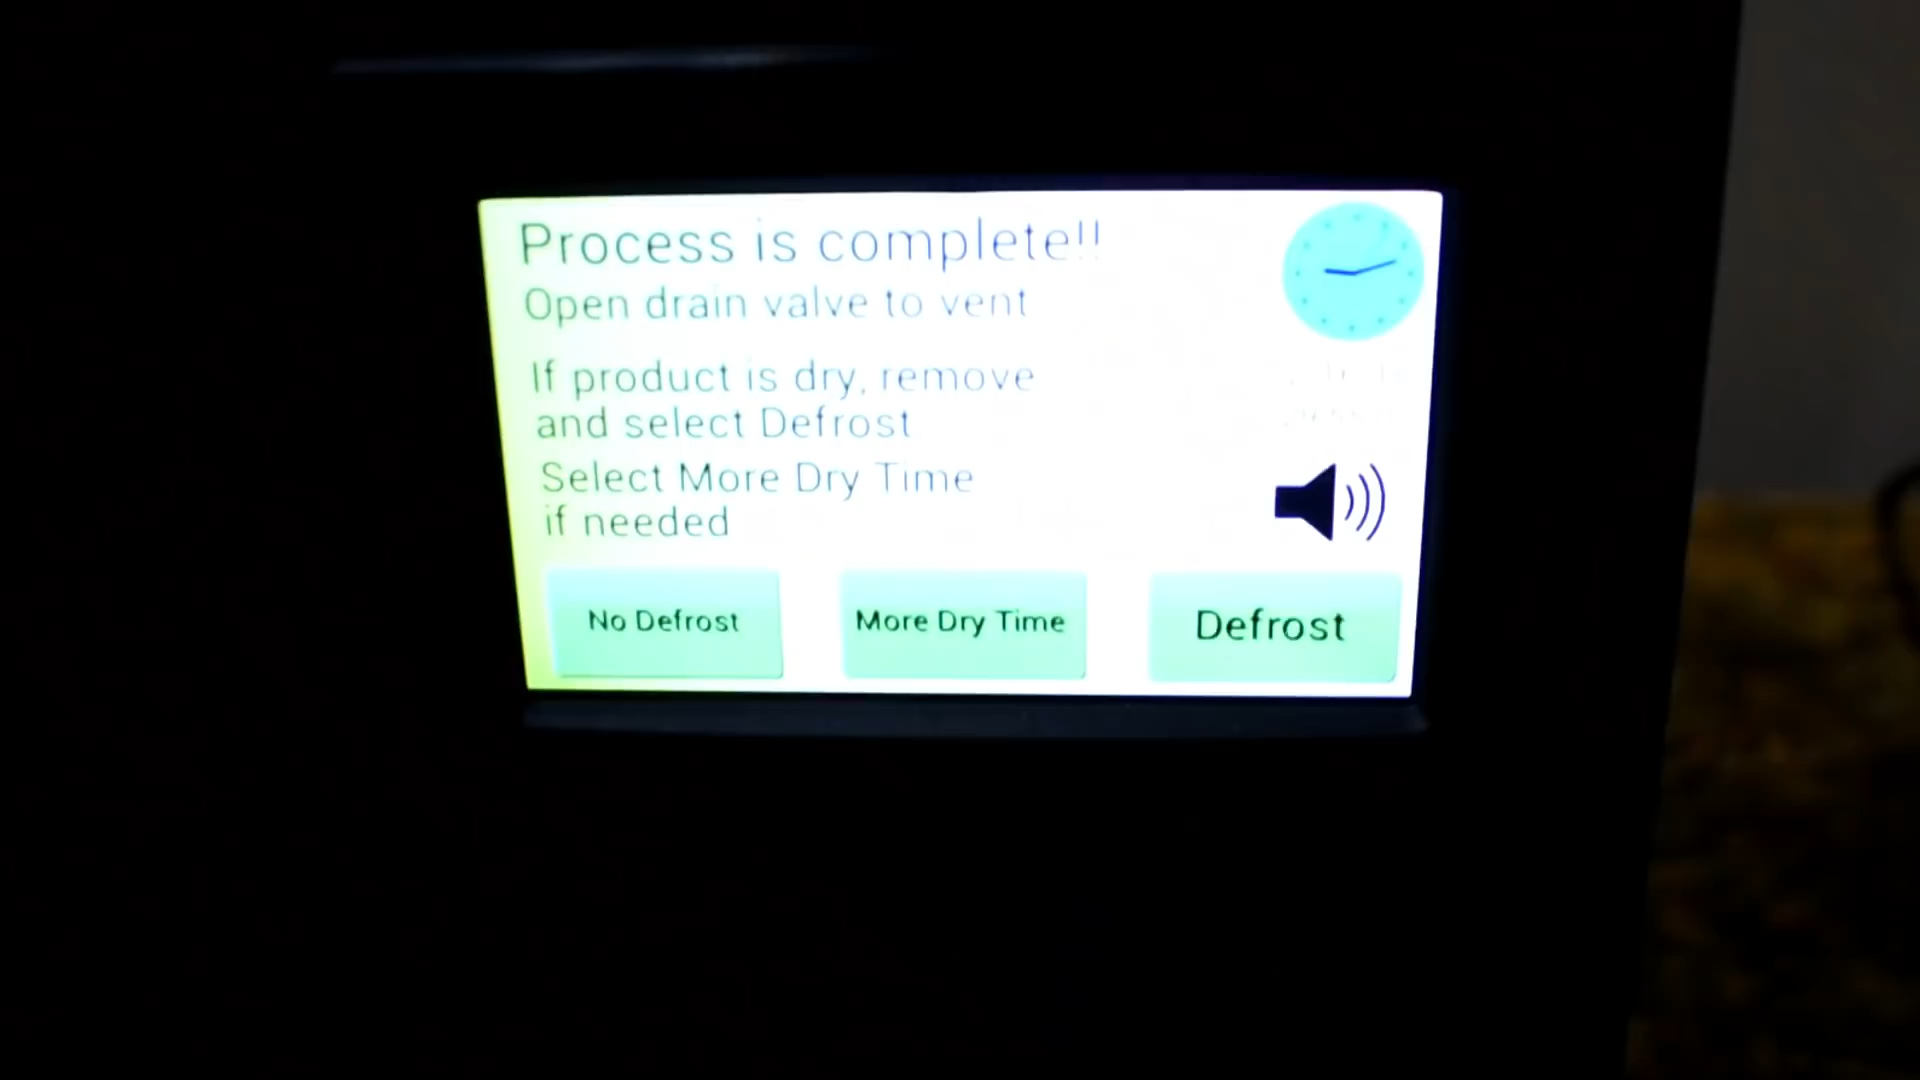 Process is complete!!
Open drain valve to vent
If product is dry, remove
and select Defrost
Select More Dry Time
if needed
No Defrost
More Dry Time
Defrost